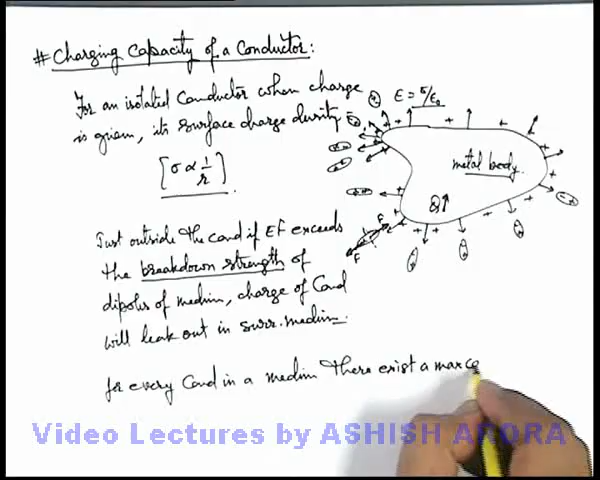 # Charging Capacity of a Conductor:
For an isolated Conductor when charge
is given, its surface charge density
[σ ∝ 1/r]
E = σ/ε₀
metal body
Q↑
F
F
Just outside the Cond if EF exceeds
the breakdown strength of
dipoles of medium, charge of Cond
will leak out in surr. medium.
for every Cond in a medium there exist a max ca
Video Lectures by ASHISH ARORA